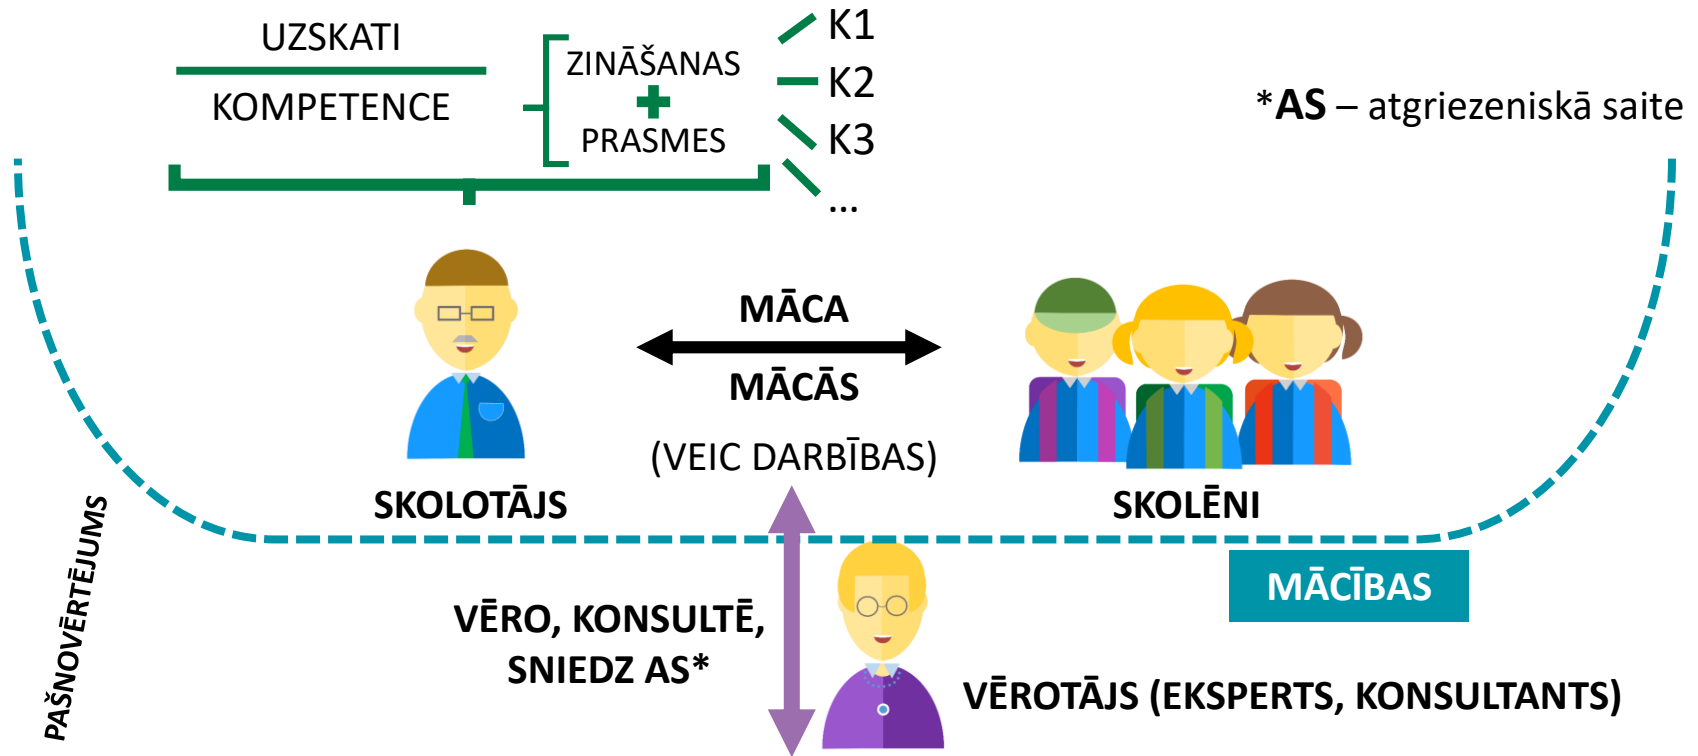 UZSKATI
KOMPETENCE
ZINĀŠANAS
PRASMES
K1
K2
K3
...
*AS – atgriezeniskā saite
MĀCA
MĀCĀS
(VEIC DARBĪBAS)
SKOLOTĀJS
SKOLĒNI
PAŠNOVĒRTĒJUMS
MĀCĪBAS
VĒRO, KONSULTĒ,
SNIEDZ AS*
VĒROTĀJS (EKSPERTS, KONSULTANTS)